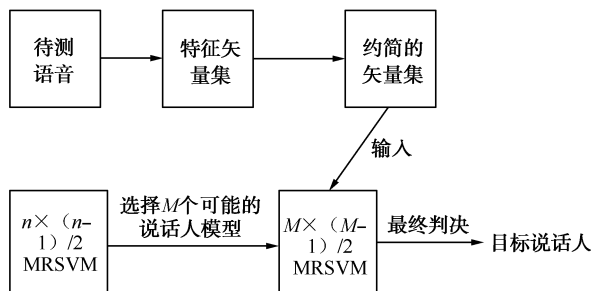 待测
语音
特征矢
量集
约简的
矢量集
输入
n×（n–
1）/2
MRSVM
选择M个可能的
说话人模型
M×（M–
1）/2
MRSVM
最终判决
目标说话人